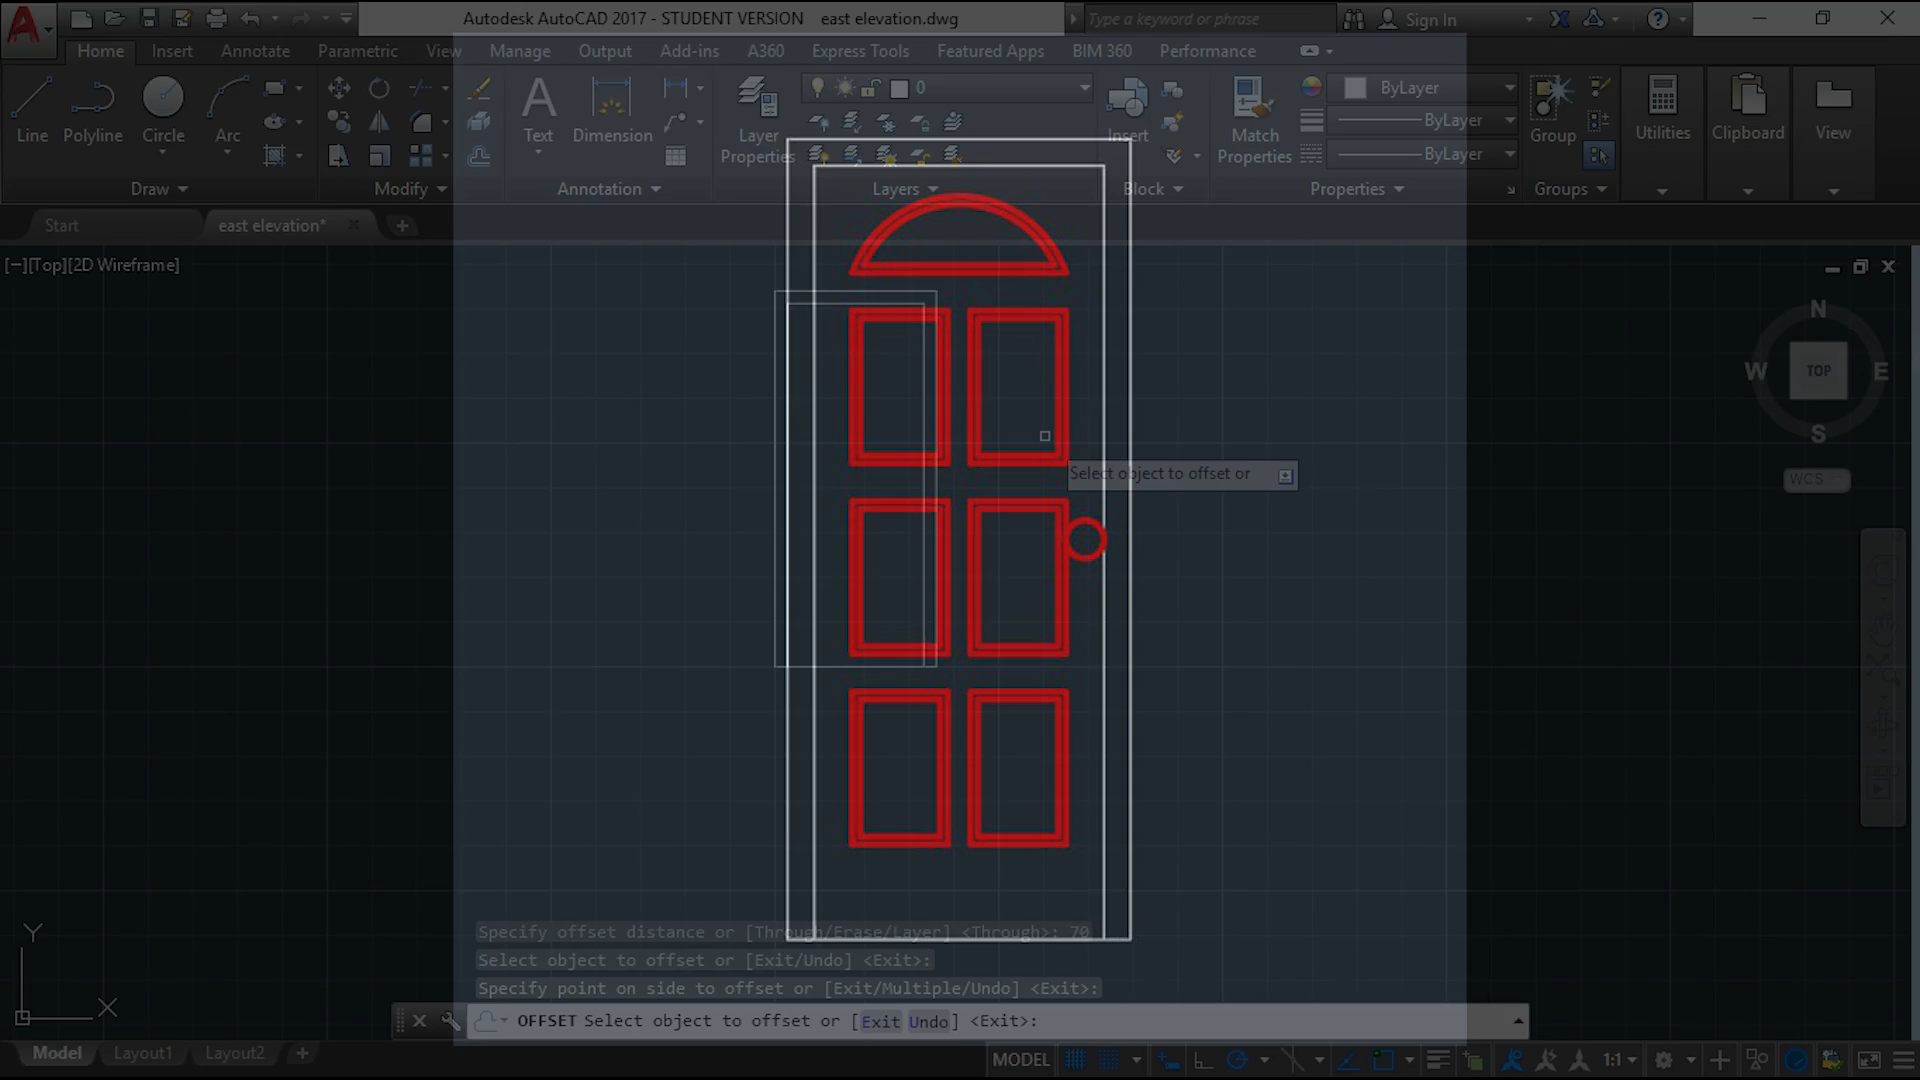 Autodesk AutoCAD 2017 - STUDENT VERSION east elevation.dwg
Type a keyword or phrase
Sign In
Home Insert Annotate Parametric View Manage Output Add-ins A360 Express Tools Featured Apps BIM 360 Performance
Line Polyline Circle Arc
Text Dimension
Layer Properties
0
Insert
Match Properties
ByLayer
ByLayer
ByLayer
Group
Utilities Clipboard View
Draw Modify Annotation Layers Block Properties Groups
Start east elevation*
[−][Top][2D Wireframe]
N
W TOP E
S
WCS
Select object to offset or
Y
X
Specify offset distance or [Through/Erase/Layer] <Through>: 70
Select object to offset or [Exit/Undo] <Exit>:
Specify point on side to offset or [Exit/Multiple/Undo] <Exit>:
OFFSET Select object to offset or [Exit Undo] <Exit>:
Model Layout1 Layout2
MODEL 1:1